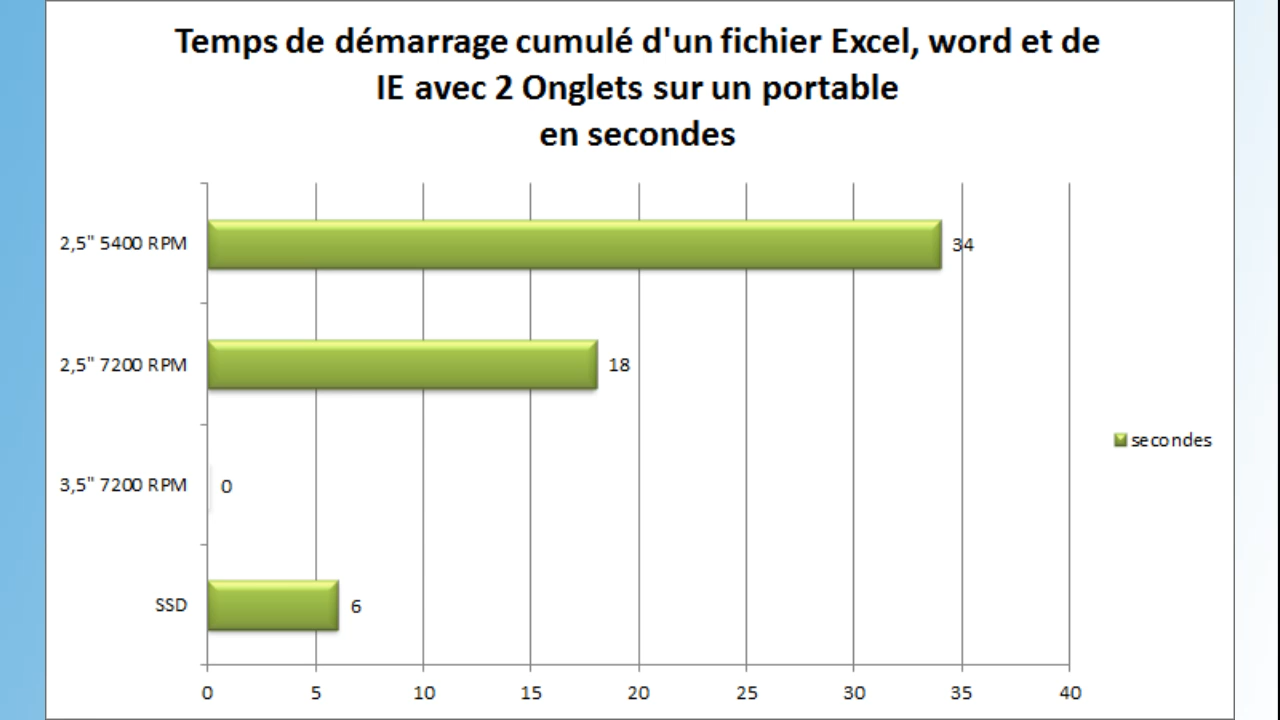 Temps de démarrage cumulé d'un fichier Excel, word et de
IE avec 2 Onglets sur un portable
en secondes
2,5" 5400 RPM
34
2,5" 7200 RPM
18
secondes
3,5" 7200 RPM
0
SSD
6
0 5 10 15 20 25 30 35 40